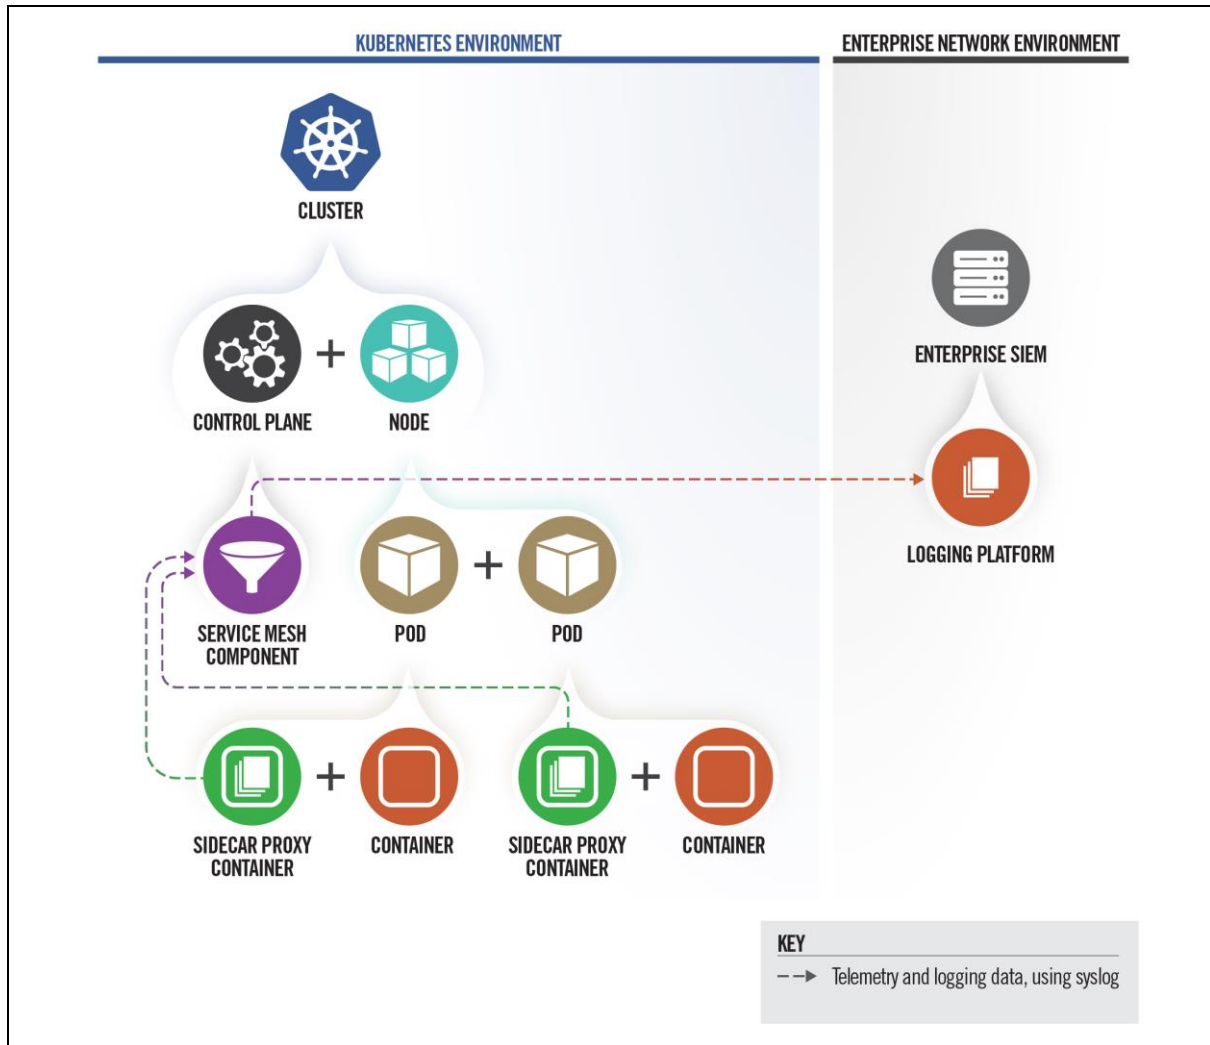 KUBERNETES ENVIRONMENT
ENTERPRISE NETWORK ENVIRONMENT
CLUSTER
ENTERPRISE SIEM
CONTROL PLANE
NODE
LOGGING PLATFORM
SERVICE MESH
COMPONENT
POD
POD
SIDECAR PROXY
CONTAINER
CONTAINER
SIDECAR PROXY
CONTAINER
CONTAINER
KEY
Telemetry and logging data, using syslog